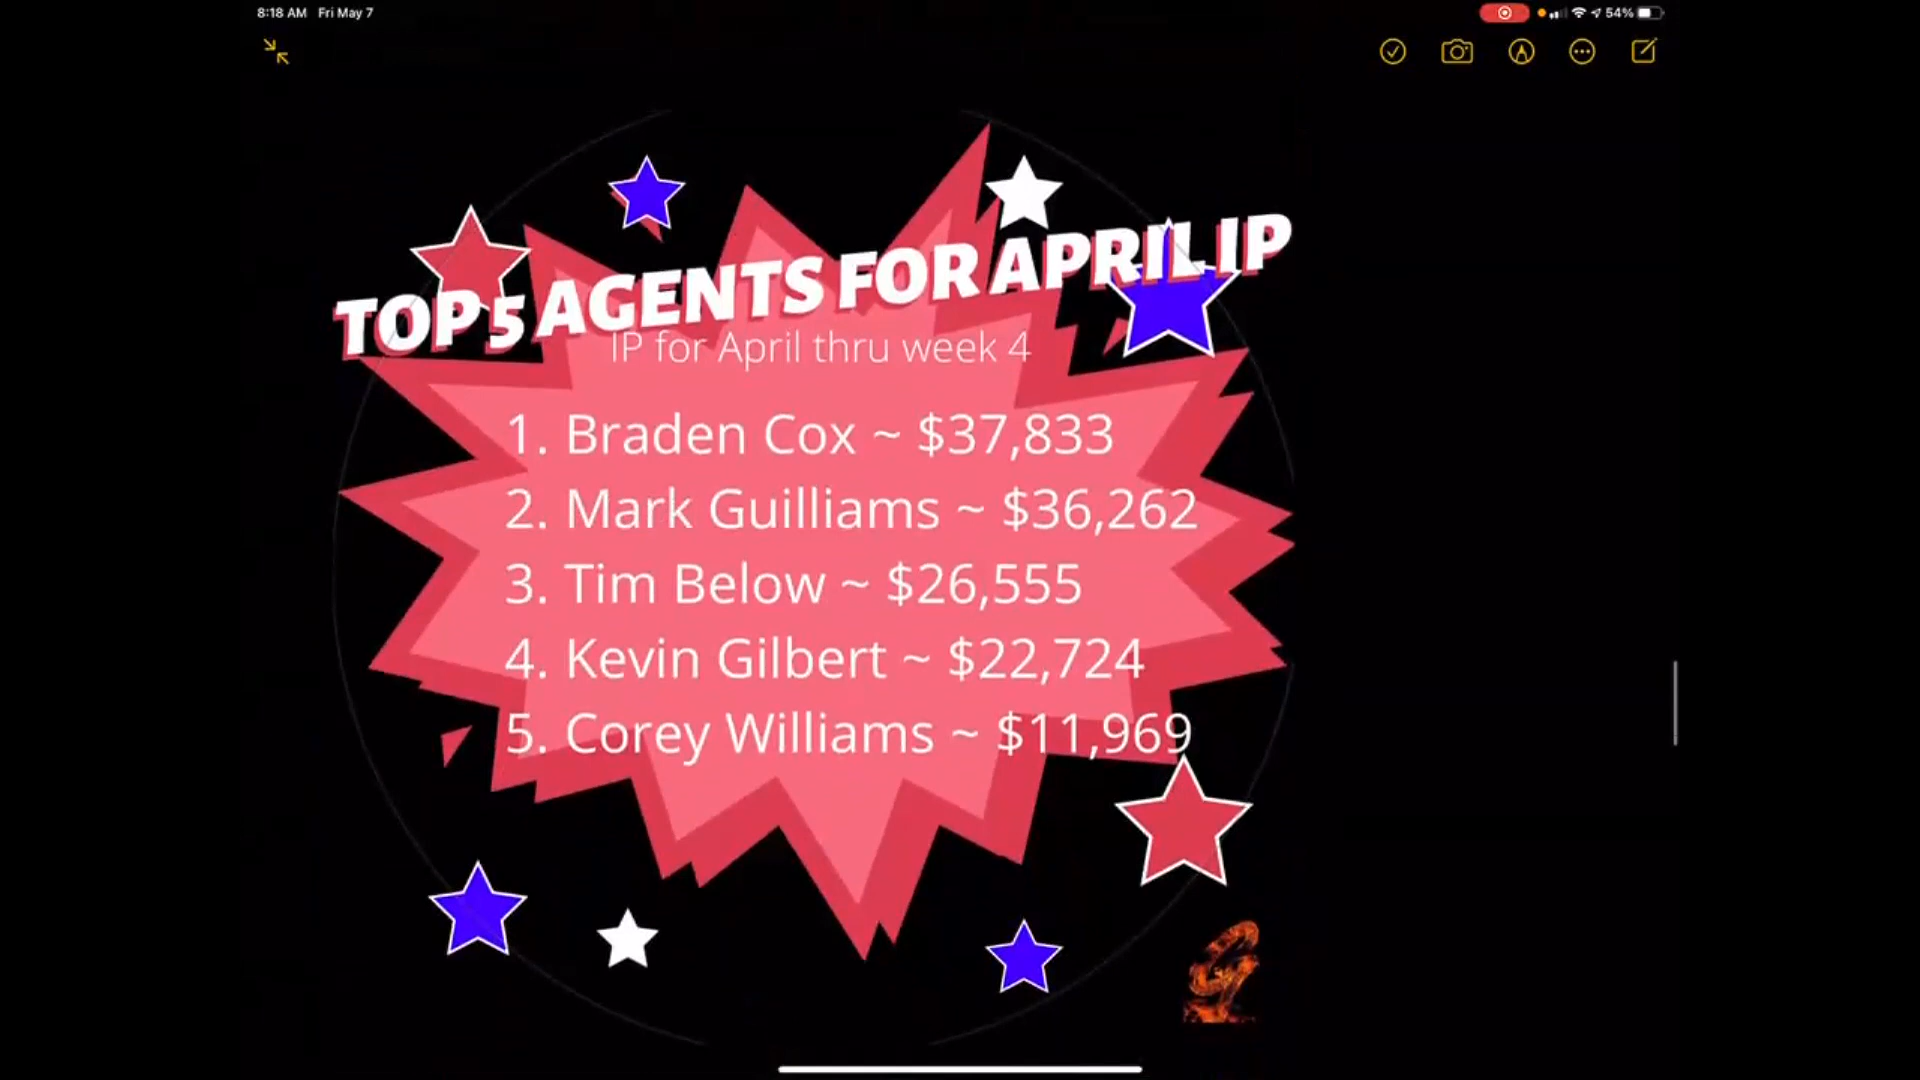 8:18 AM Fri May 7
54%
TOP 5 AGENTS FOR APRIL IP
IP for April thru week 4
1. Braden Cox ~ $37,833
2. Mark Guilliams ~ $36,262
3. Tim Below ~ $26,555
4. Kevin Gilbert ~ $22,724
5. Corey Williams ~ $11,969